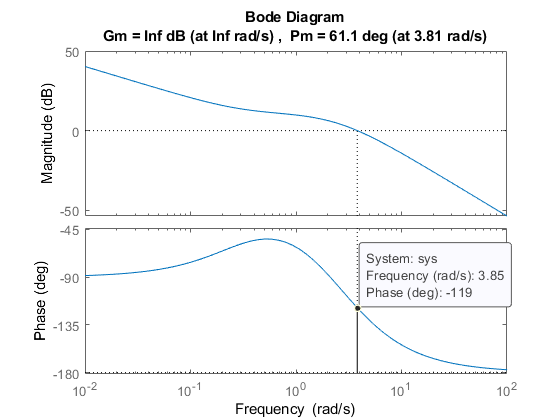 Bode Diagram
Gm = Inf dB (at Inf rad/s) , Pm = 61.1 deg (at 3.81 rad/s)
50
0
-50
Magnitude (dB)
-45
-90
-135
-180
Phase (deg)
System: sys
Frequency (rad/s): 3.85
Phase (deg): -119
10^-2 10^-1 10^0 10^1 10^2
Frequency (rad/s)